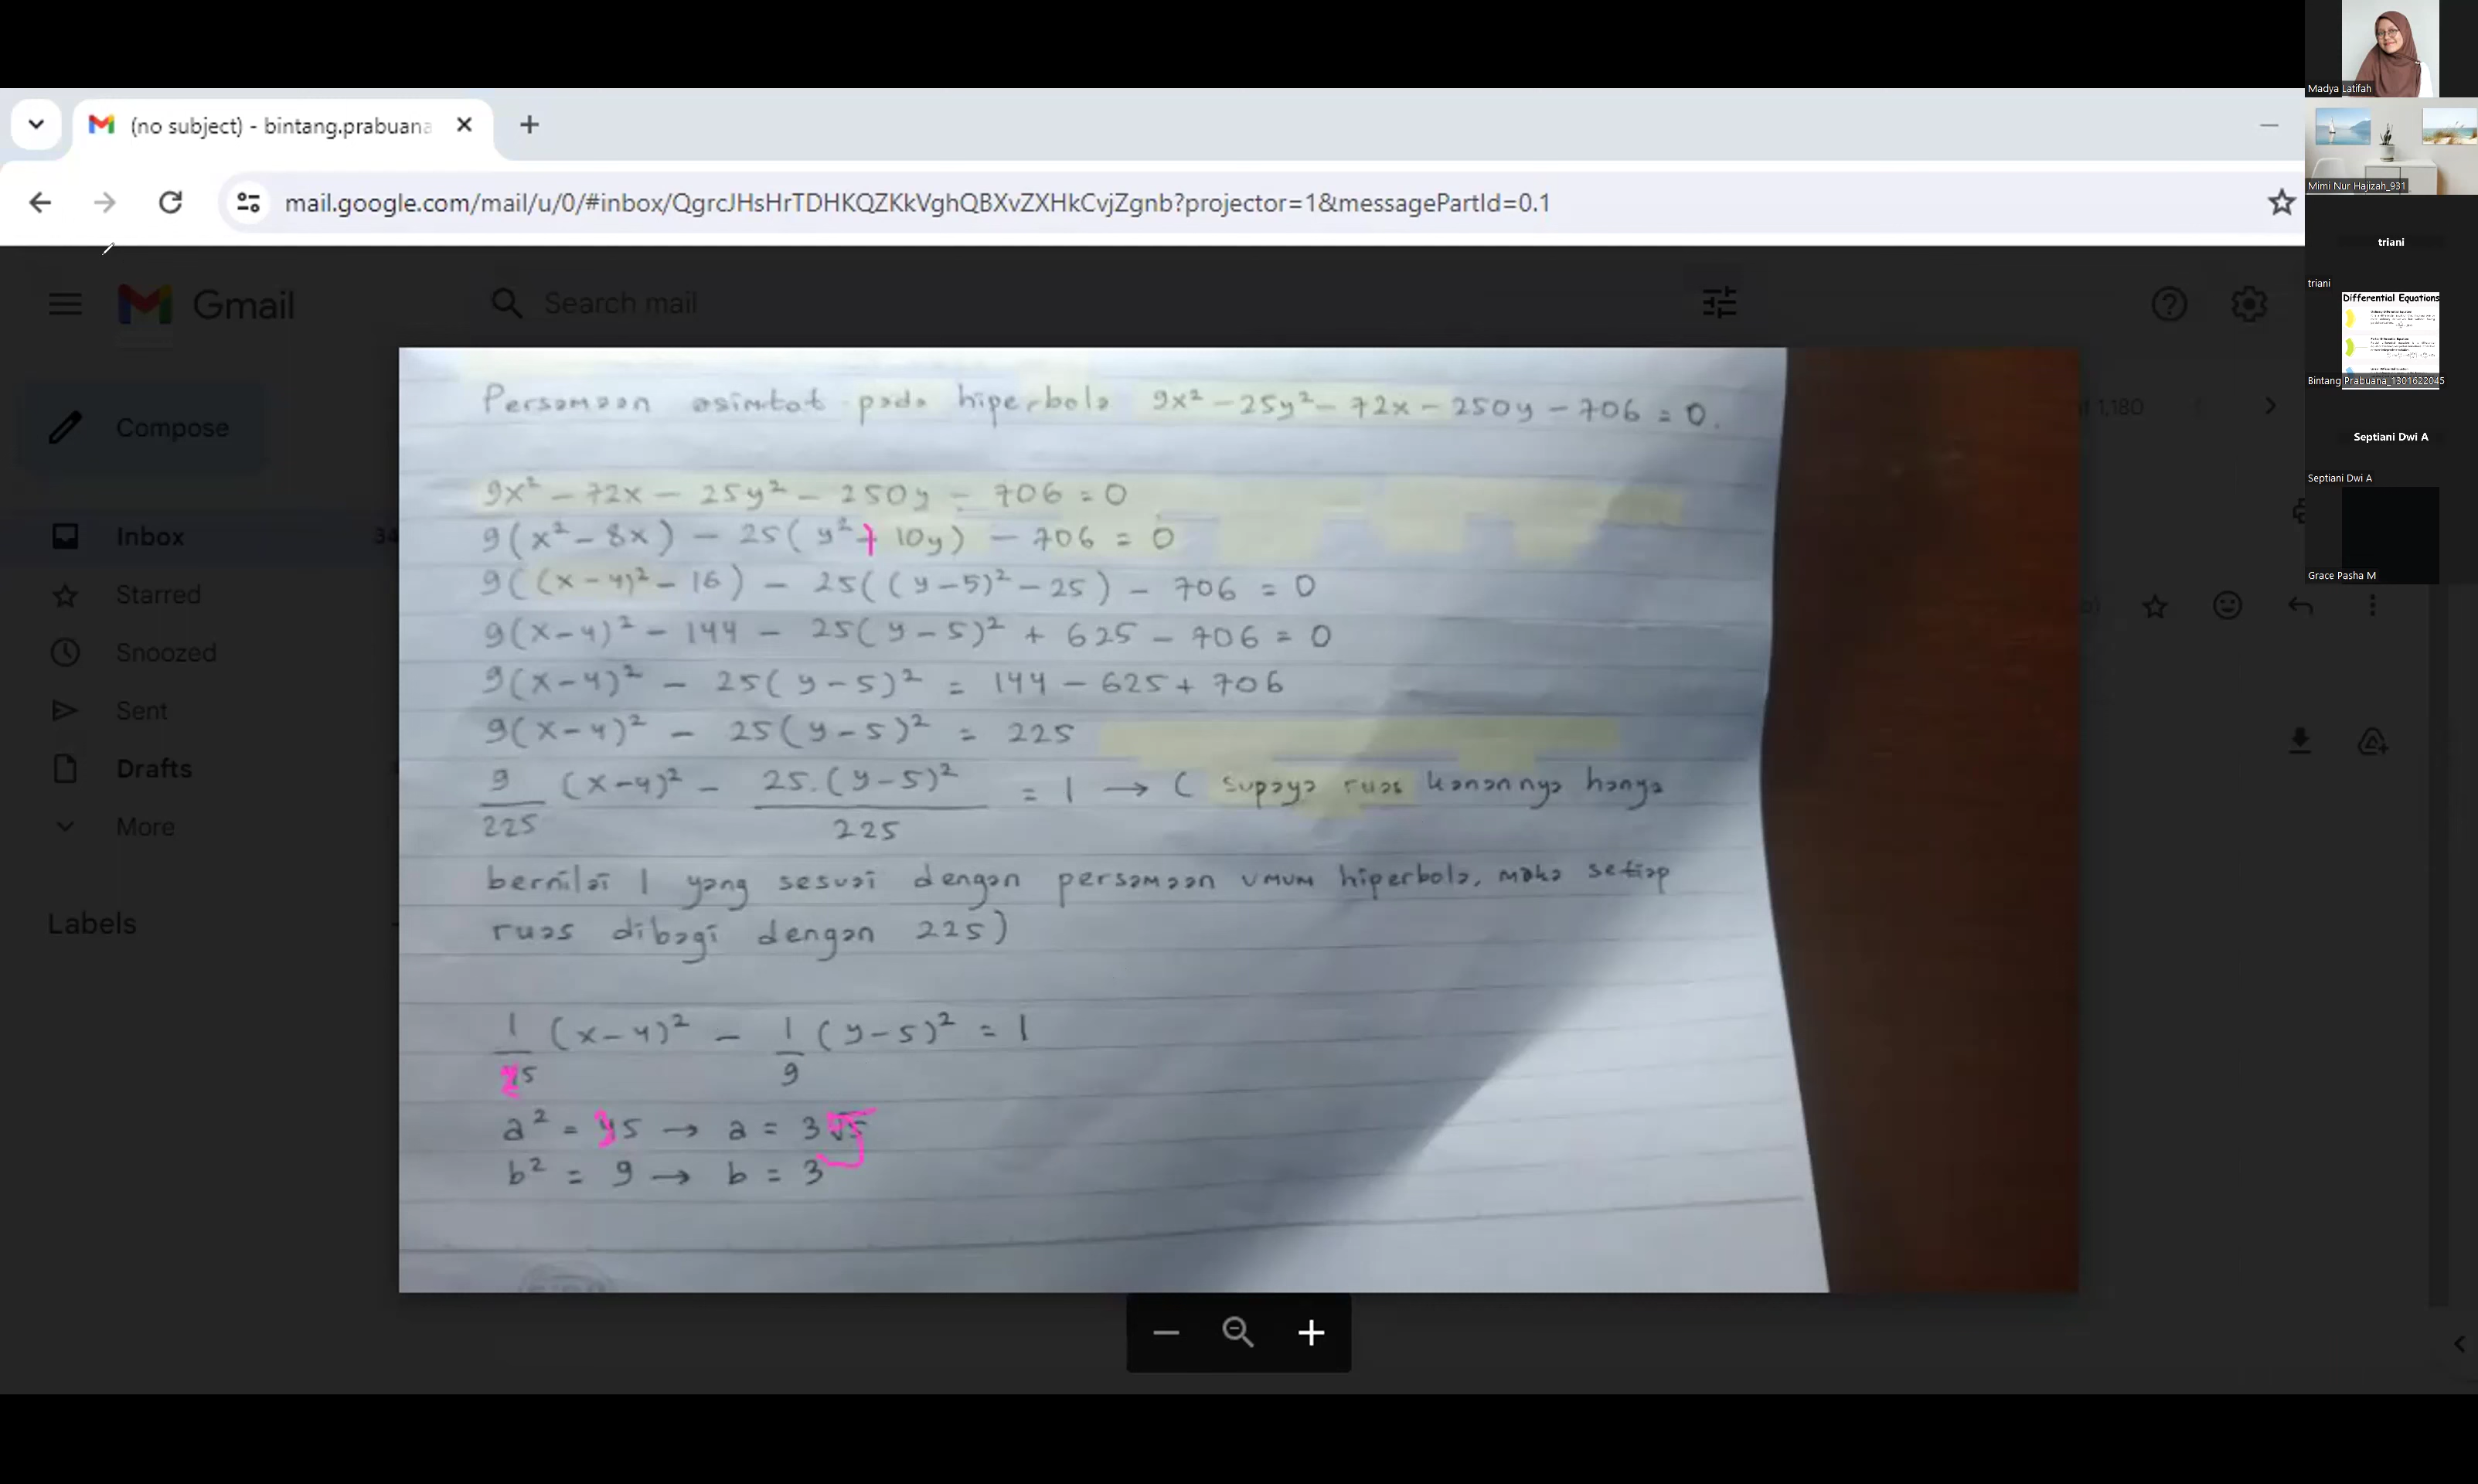 (no subject) - bintang.prabuana
mail.google.com/mail/u/0/#inbox/QgrcJHsHrTDHKQZKkVghQBXvZXHkCvjZgnb?projector=1&messagePartId=0.1
Gmail
Search mail
Compose
1,180
Inbox
34
Starred
Snoozed
Sent
Drafts
More
Labels
Persamaan asimtot pada hiperbola 9x² - 25y² - 72x - 250y - 706 = 0.
9x² - 72x - 25y² - 250y - 706 = 0
9(x² - 8x) - 25(y² + 10y) - 706 = 0
9((x-4)² - 16) - 25((y-5)² - 25) - 706 = 0
9(x-4)² - 144 - 25(y-5)² + 625 - 706 = 0
9(x-4)² - 25(y-5)² = 144 - 625 + 706
9(x-4)² - 25(y-5)² = 225
9/225 (x-4)² - 25.(y-5)²/225 = 1 → (supaya ruas kanannya hanya
bernilai 1 yang sesuai dengan persamaan umum hiperbola, maka setiap
ruas dibagi dengan 225)
1/25 (x-4)² - 1/9 (y-5)² = 1
a² = 5 → a = 3
b² = 9 → b = 3
Madya Latifah
Mimi Nur Hajizah_931
triani
triani
Differential Equations
Bintang Prabuana_1301622045
Septiani Dwi A
Septiani Dwi A
Grace Pasha M